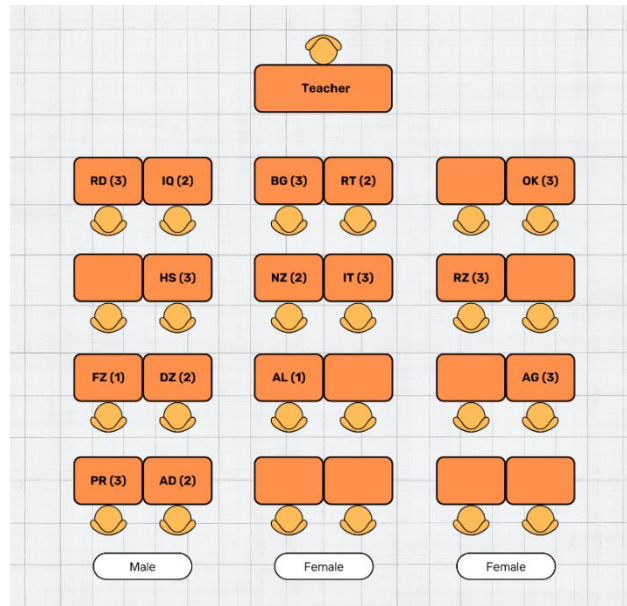 Teacher
RD (3) IQ (2) BG (3) RT (2) OK (3)
HS (3) NZ (2) IT (3) RZ (3)
FZ (1) DZ (2) AL (1) AG (3)
PR (3) AD (2)
Male Female Female